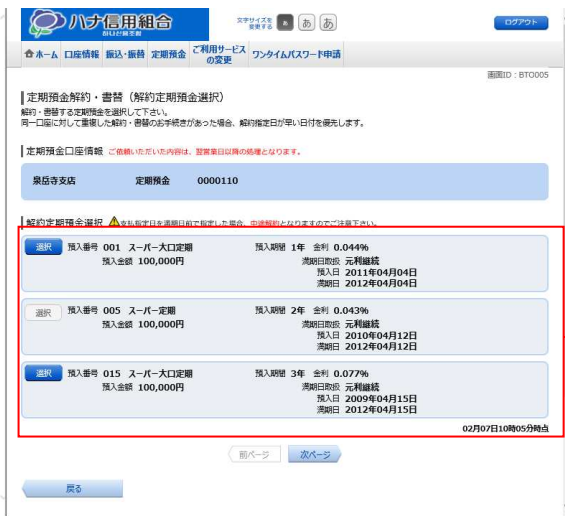 ハナ信用組合
하나은행조합
文字サイズを
変更する
あ あ あ
ログアウト
ホーム 口座情報 振込・振替 定期預金 ご利用サービスの変更 ワンタイムパスワード申請
画面ID：BTO005
定期預金解約・書替（解約定期預金選択）
解約・書替する定期預金を選択して下さい。
同一口座に対して重複した解約・書替のお手続きがあった場合、解約指定日が早い日付を優先します。
定期預金口座情報 ご依頼いただいた内容は、翌営業日以降の処理となります。
泉岳寺支店 定期預金 0000110
解約定期預金選択 支払指定日を満期日前で指定した場合、中途解約となりますのでご注意下さい。
選択 預入番号 001 スーパー大口定期 預入期間 1年 金利 0.044%
預入金額 100,000円 満期日取扱 元利継続
預入日 2011年04月04日
満期日 2012年04月04日
選択 預入番号 005 スーパー定期 預入期間 2年 金利 0.043%
預入金額 100,000円 満期日取扱 元利継続
預入日 2010年04月12日
満期日 2012年04月12日
選択 預入番号 015 スーパー大口定期 預入期間 3年 金利 0.077%
預入金額 100,000円 満期日取扱 元利継続
預入日 2009年04月15日
満期日 2012年04月15日
02月07日10時05分時点
前ページ 次ページ
戻る